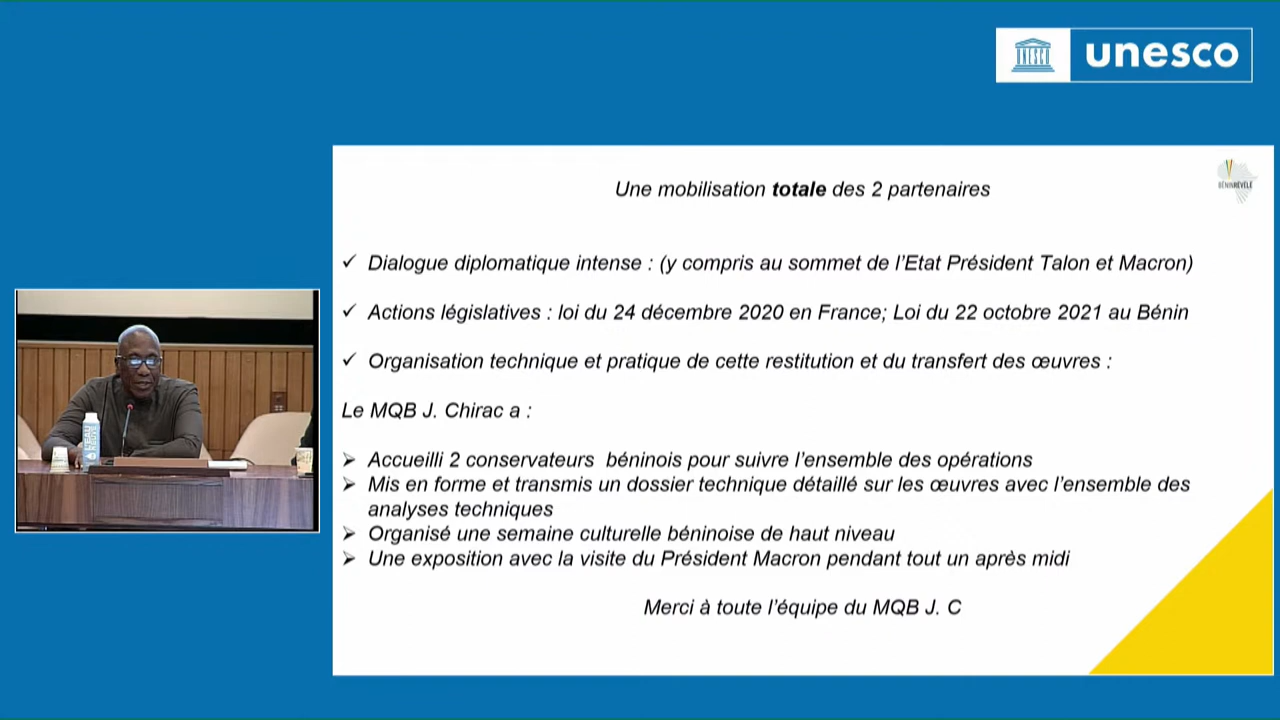 unesco
BÉNINRÉVÉLÉ
Une mobilisation totale des 2 partenaires
✓ Dialogue diplomatique intense : (y compris au sommet de l’Etat Président Talon et Macron)
✓ Actions législatives : loi du 24 décembre 2020 en France; Loi du 22 octobre 2021 au Bénin
✓ Organisation technique et pratique de cette restitution et du transfert des œuvres :
Le MQB J. Chirac a :
➢ Accueilli 2 conservateurs béninois pour suivre l’ensemble des opérations
➢ Mis en forme et transmis un dossier technique détaillé sur les œuvres avec l’ensemble des
analyses techniques
➢ Organisé une semaine culturelle béninoise de haut niveau
➢ Une exposition avec la visite du Président Macron pendant tout un après midi
Merci à toute l’équipe du MQB J. C